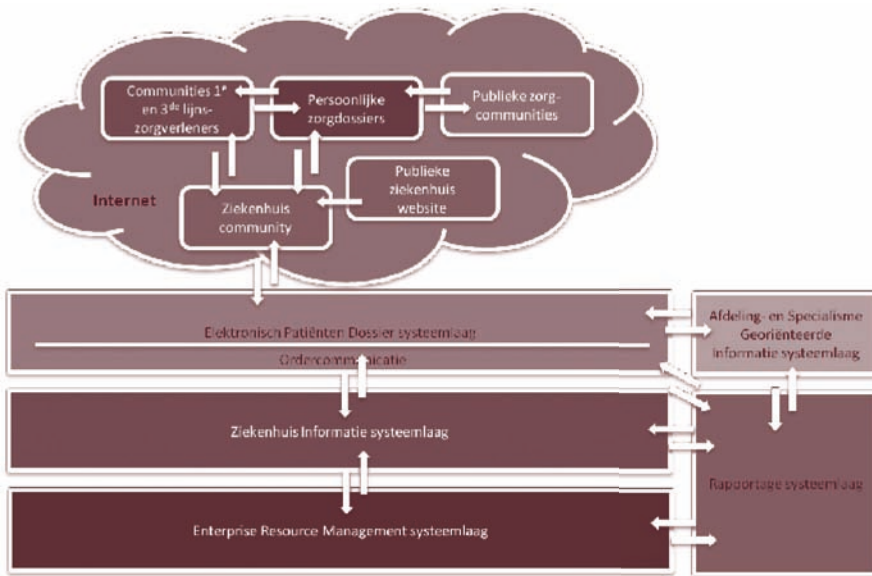 Communities 1e
en 3de lijns-
zorgverleners
Persoonlijke
zorgdossiers
Publieke zorg-
communities
Internet
Publieke
ziekenhuis
website
Ziekenhuis
community
Elektronisch Patiënten Dossier systeemlaag
Ordercommunicatie
Afdeling- en Specialisme
Georiënteerde
Informatie systeemlaag
Ziekenhuis Informatie systeemlaag
Rapportage systeemlaag
Enterprise Resource Management systeemlaag